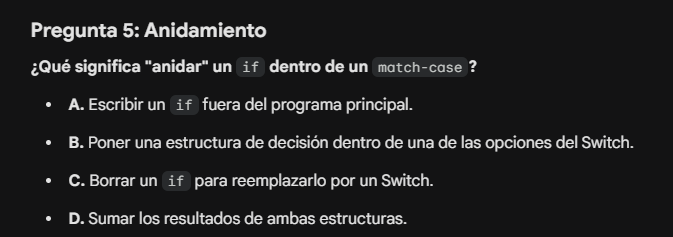 Pregunta 5: Anidamiento
¿Qué significa "anidar" un if dentro de un match-case?
• A. Escribir un if fuera del programa principal.
• B. Poner una estructura de decisión dentro de una de las opciones del Switch.
• C. Borrar un if para reemplazarlo por un Switch.
• D. Sumar los resultados de ambas estructuras.